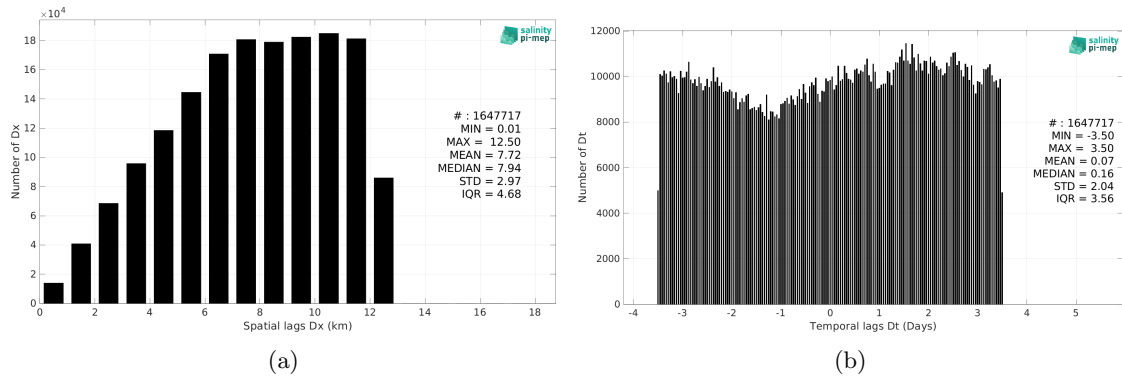 ×10⁴
18
16
14
12
10
8
6
4
2
0
Number of Dx
0 2 4 6 8 10 12 14 16 18
Spatial lags Dx (km)
salinity
pi-mep
# : 1647717
MIN = 0.01
MAX = 12.50
MEAN = 7.72
MEDIAN = 7.94
STD = 2.97
IQR = 4.68
(a)
12000
10000
8000
6000
4000
2000
0
Number of Dt
-4 -3 -2 -1 0 1 2 3 4 5
Temporal lags Dt (Days)
salinity
pi-mep
# : 1647717
MIN = -3.50
MAX = 3.50
MEAN = 0.07
MEDIAN = 0.16
STD = 2.04
IQR = 3.56
(b)